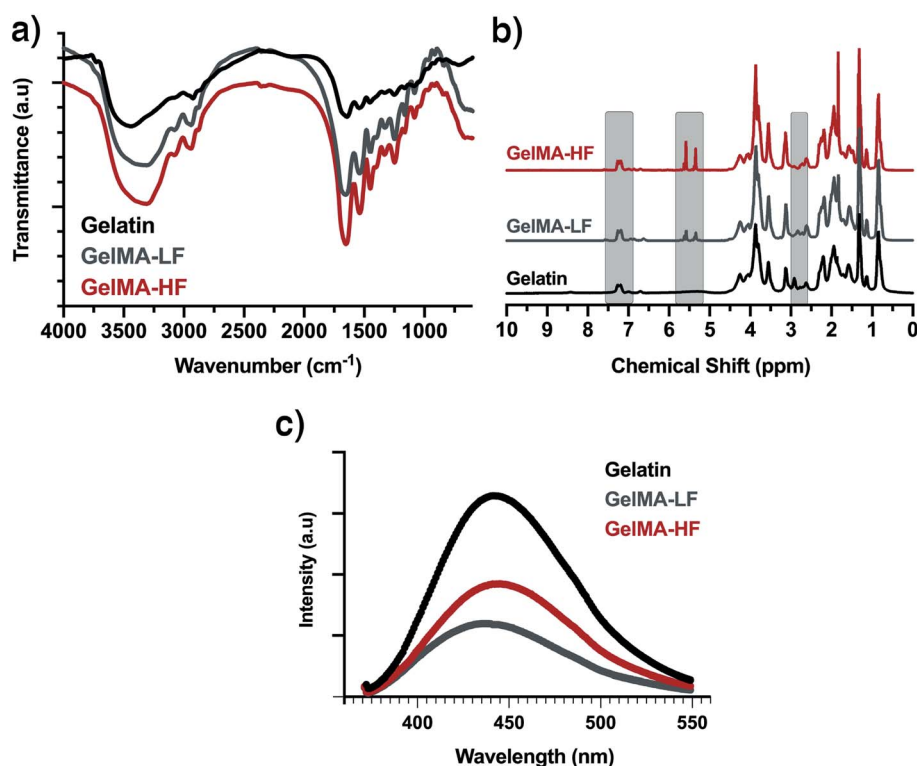 a)
Transmittance (a.u)
Gelatin
GelMA-LF
GelMA-HF
4000 3500 3000 2500 2000 1500 1000
Wavenumber (cm⁻¹)
b)
GelMA-HF
GelMA-LF
Gelatin
10 9 8 7 6 5 4 3 2 1 0
Chemical Shift (ppm)
c)
Intensity (a.u)
Gelatin
GelMA-LF
GelMA-HF
400 450 500 550
Wavelength (nm)